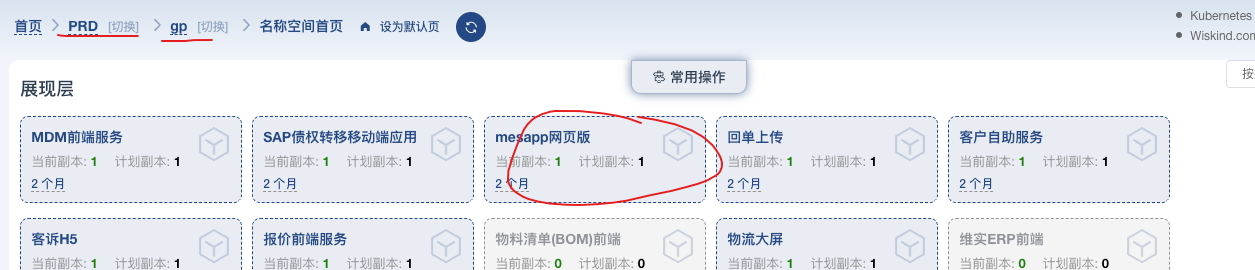 首页 PRD [切换] gp [切换] 名称空间首页 设为默认页
Kubernetes
Wiskind.com
常用操作
按
展现层
MDM前端服务 SAP债权转移移动端应用 mesapp网页版 回单上传 客户自助服务
当前副本: 1 计划副本: 1 当前副本: 1 计划副本: 1 当前副本: 1 计划副本: 1 当前副本: 1 计划副本: 1 当前副本: 1 计划副本: 1
2 个月 2 个月 2 个月 2 个月 2 个月
客诉H5 报价前端服务 物料清单(BOM)前端 物流大屏 维实ERP前端
当前副本: 1 计划副本: 1 当前副本: 1 计划副本: 1 当前副本: 0 计划副本: 0 当前副本: 1 计划副本: 1 当前副本: 0 计划副本: 0